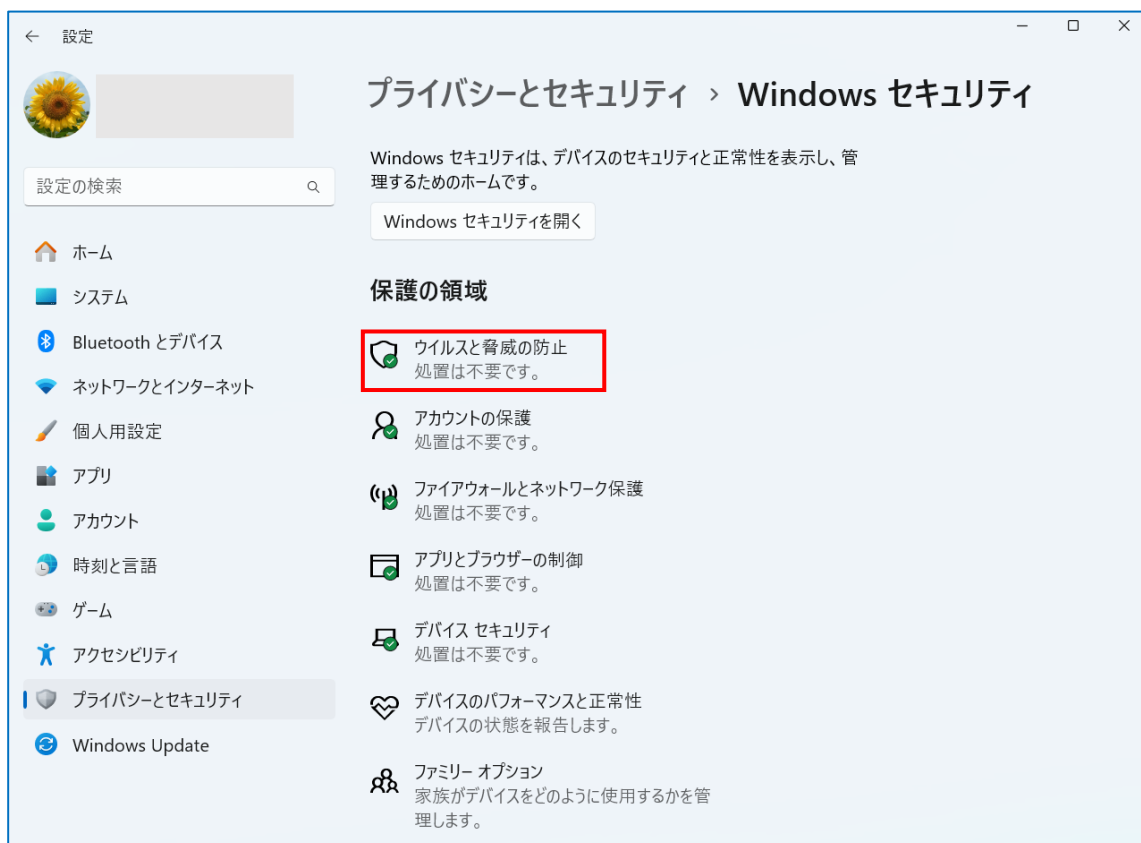 設定
設定の検索
ホーム
システム
Bluetooth とデバイス
ネットワークとインターネット
個人用設定
アプリ
アカウント
時刻と言語
ゲーム
アクセシビリティ
プライバシーとセキュリティ
Windows Update
プライバシーとセキュリティ › Windows セキュリティ
Windows セキュリティは、デバイスのセキュリティと正常性を表示し、管
理するためのホームです。
Windows セキュリティを開く
保護の領域
ウイルスと脅威の防止
処置は不要です。
アカウントの保護
処置は不要です。
ファイアウォールとネットワーク保護
処置は不要です。
アプリとブラウザーの制御
処置は不要です。
デバイス セキュリティ
処置は不要です。
デバイスのパフォーマンスと正常性
デバイスの状態を報告します。
ファミリー オプション
家族がデバイスをどのように使用するかを管
理します。